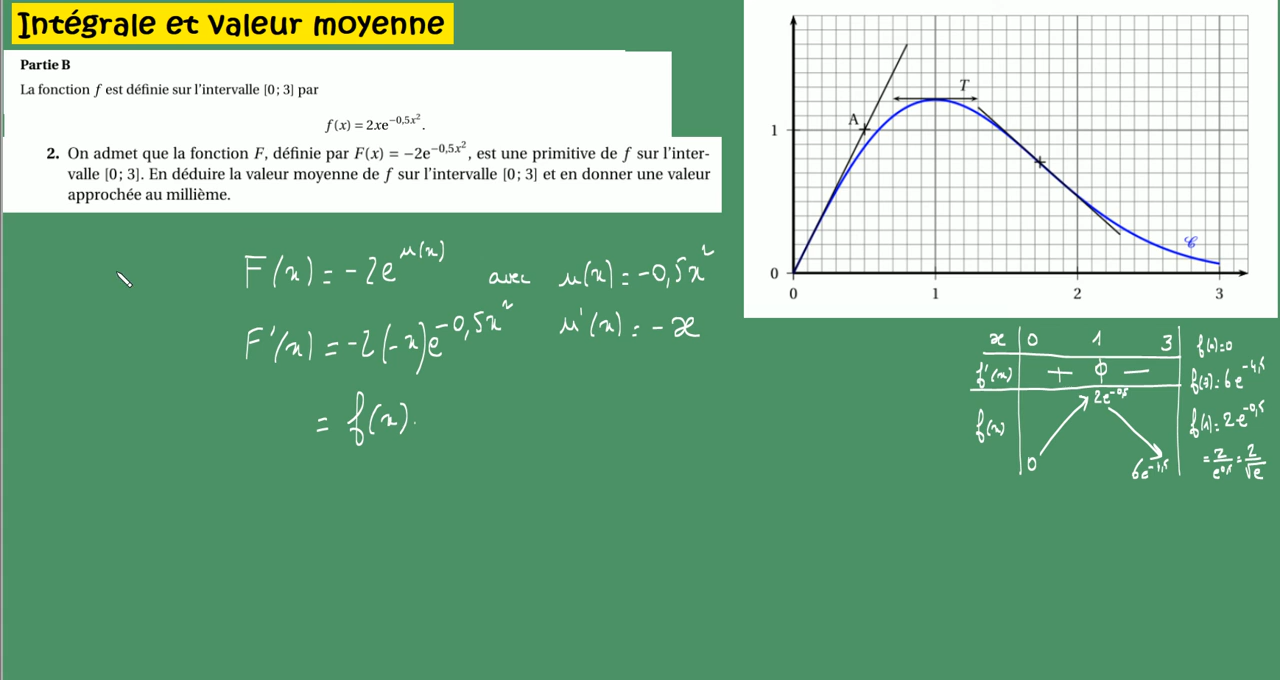 Intégrale et valeur moyenne
Partie B
La fonction f est définie sur l'intervalle [0; 3] par
f(x) = 2xe^{-0,5x²}.
2. On admet que la fonction F, définie par F(x) = −2e^{-0,5x²}, est une primitive de f sur l'inter-
valle [0; 3]. En déduire la valeur moyenne de f sur l'intervalle [0; 3] et en donner une valeur
approchée au millième.
F(x) = -2e^{u(x)} avec u(x) = -0,5x²
F'(x) = -2(-x)e^{-0,5x²} u'(x) = -x
= f(x).
T
A
1
0
0 1 2 3
𝒞
x 0 1 3
f'(x) + 0 −
f(x) 0 2e^{-0,5} 6e^{-4,5}
f(0)=0
f(3)=6e^{-4,5}
f(1)=2e^{-0,5}
= 2/e^{0,5} = 2/√e